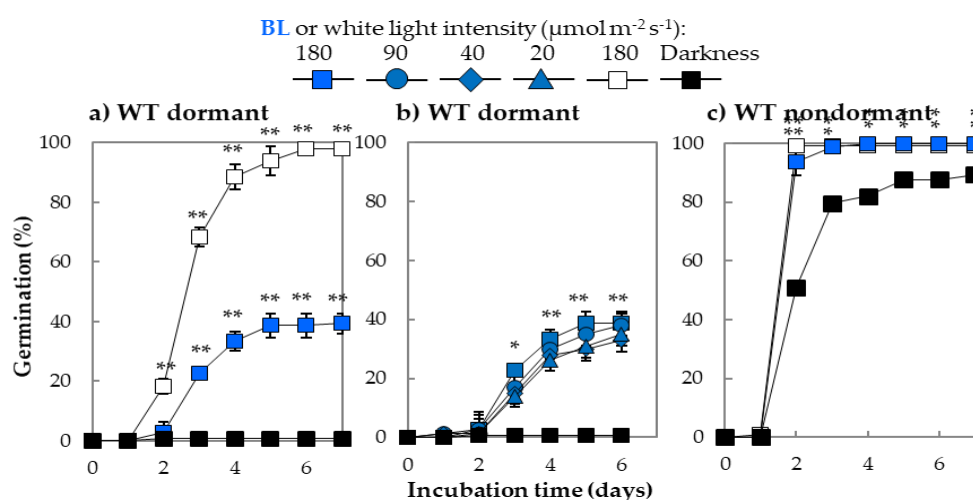 BL or white light intensity (μmol m-2 s-1):
180 90 40 20 180 Darkness
a) WT dormant b) WT dormant c) WT nondormant
Germination (%)
100 100 100
80 80 80
60 60 60
40 40 40
20 20 20
0 0 0
** ** ** ** ** **
** ** ** ** **
* ** ** **
** ** * * * * * * * * * *
0 2 4 6 0 2 4 6 0 2 4 6
Incubation time (days)